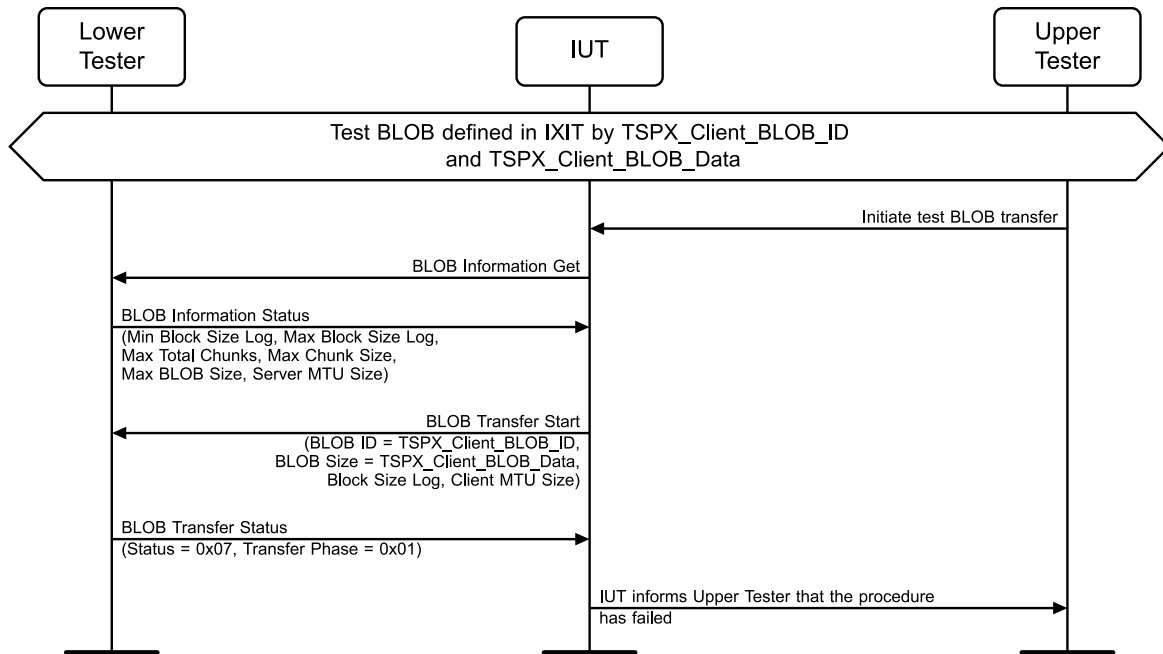 Lower
Tester
IUT
Upper
Tester
Test BLOB defined in IXIT by TSPX_Client_BLOB_ID
and TSPX_Client_BLOB_Data
Initiate test BLOB transfer
BLOB Information Get
BLOB Information Status
(Min Block Size Log, Max Block Size Log,
Max Total Chunks, Max Chunk Size,
Max BLOB Size, Server MTU Size)
BLOB Transfer Start
(BLOB ID = TSPX_Client_BLOB_ID,
BLOB Size = TSPX_Client_BLOB_Data,
Block Size Log, Client MTU Size)
BLOB Transfer Status
(Status = 0x07, Transfer Phase = 0x01)
IUT informs Upper Tester that the procedure
has failed